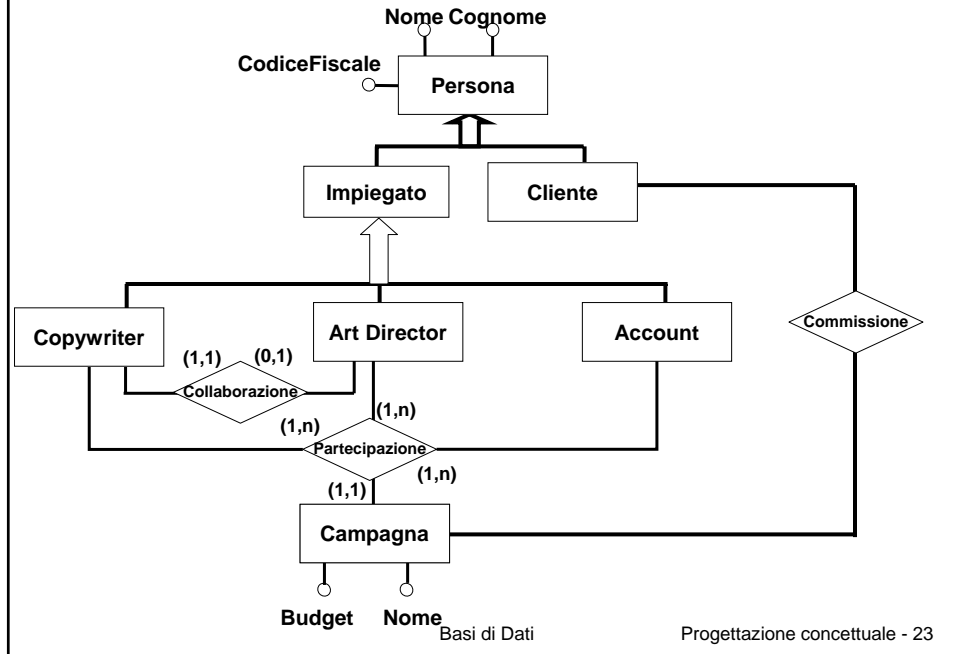 Nome Cognome
CodiceFiscale
Persona
Impiegato
Cliente
Copywriter
Art Director
Account
Commissione
(1,1)
(0,1)
Collaborazione
(1,n)
(1,n)
Partecipazione
(1,n)
(1,1)
Campagna
Budget
Nome
Basi di Dati
Progettazione concettuale - 23